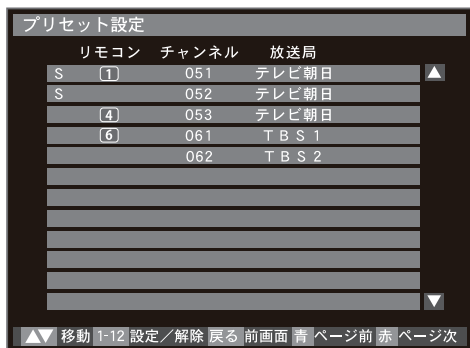 プリセット設定
リモコン チャンネル 放送局
S 1 051 テレビ朝日 ▲
S 052 テレビ朝日
4 053 テレビ朝日
6 061 TBS1
062 TBS2
▼
▲▼ 移動 1-12 設定／解除 戻る 前画面 青 ページ前 赤 ページ次